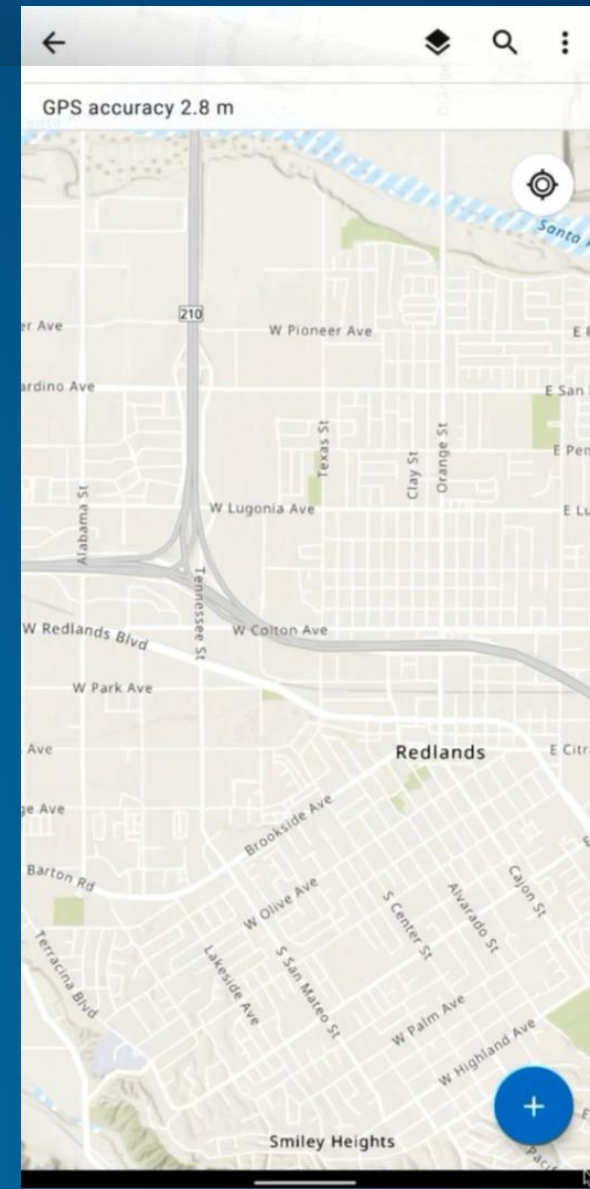 GPS accuracy 2.8 m
Santa
210
er Ave
W Pioneer Ave
ardino Ave
E San
Texas St
Clay St
Orange St
E Pen
Alabama St
W Lugonia Ave
E Lu
Tennessee St
W Redlands Blvd
W Colton Ave
W Park Ave
Ave
Redlands
E Citr
ge Ave
Brookside Ave
Barton Rd
W Olive Ave
S Center St
Alvarado St
Cajon St
Terracina Blvd
Lakeside Ave
S San Mateo St
W Palm Ave
W Highland Ave
Smiley Heights